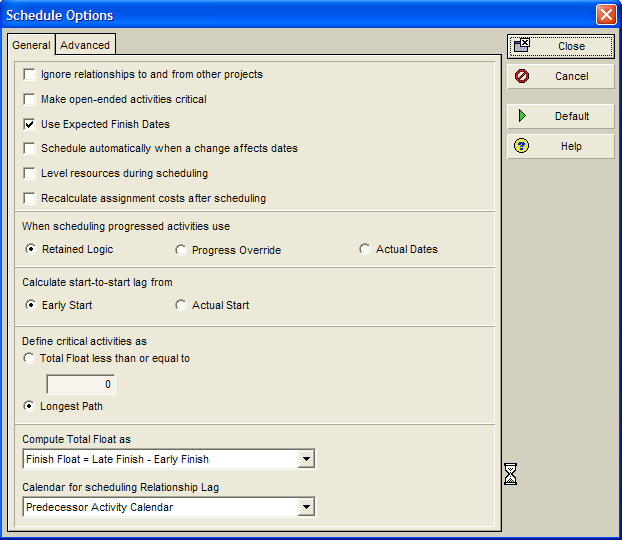 Schedule Options
General
Advanced
Close
Cancel
Default
Help
Ignore relationships to and from other projects
Make open-ended activities critical
Use Expected Finish Dates
Schedule automatically when a change affects dates
Level resources during scheduling
Recalculate assignment costs after scheduling
When scheduling progressed activities use
Retained Logic
Progress Override
Actual Dates
Calculate start-to-start lag from
Early Start
Actual Start
Define critical activities as
Total Float less than or equal to
0
Longest Path
Compute Total Float as
Finish Float = Late Finish - Early Finish
Calendar for scheduling Relationship Lag
Predecessor Activity Calendar